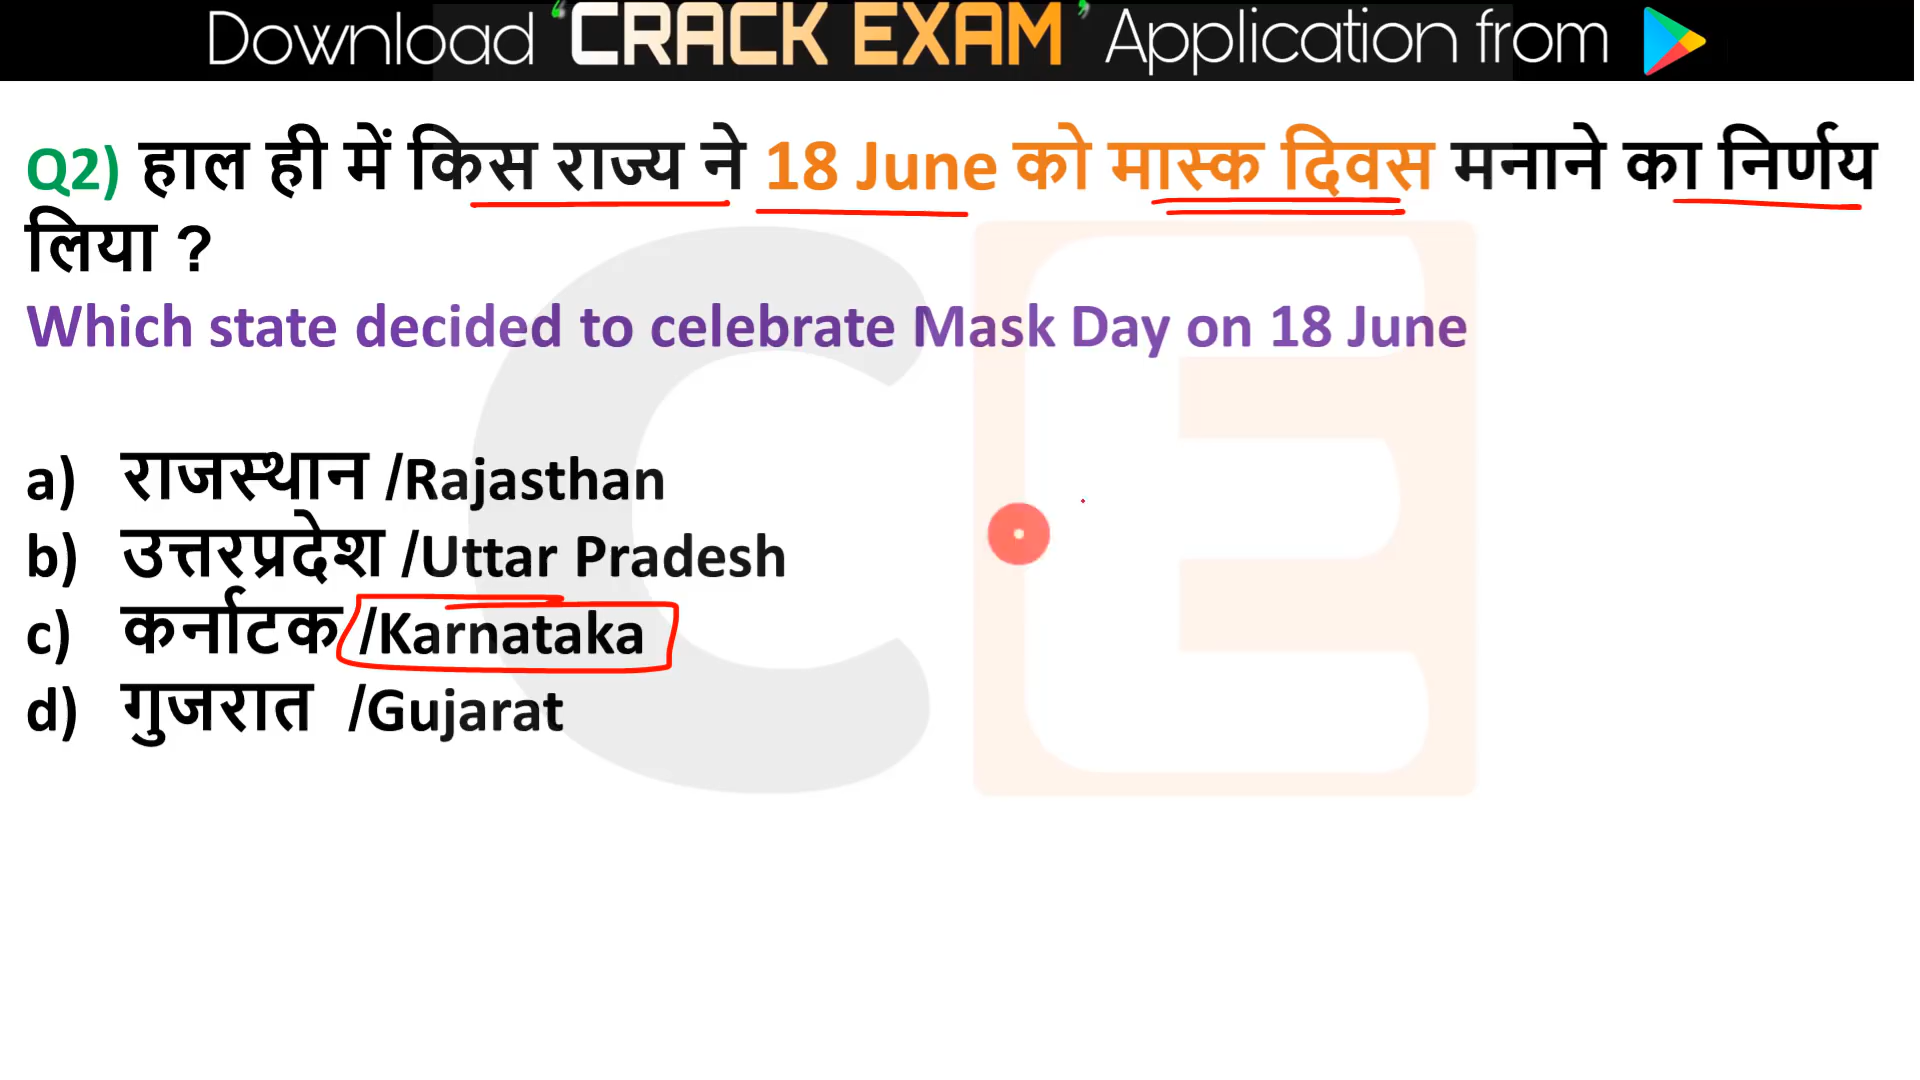 Download ‘CRACK EXAM’ Application from
Q2) हाल ही में किस राज्य ने 18 June को मास्क दिवस मनाने का निर्णय
लिया ?
Which state decided to celebrate Mask Day on 18 June
a) राजस्थान /Rajasthan
b) उत्तरप्रदेश /Uttar Pradesh
c) कर्नाटक /Karnataka
d) गुजरात /Gujarat
CE